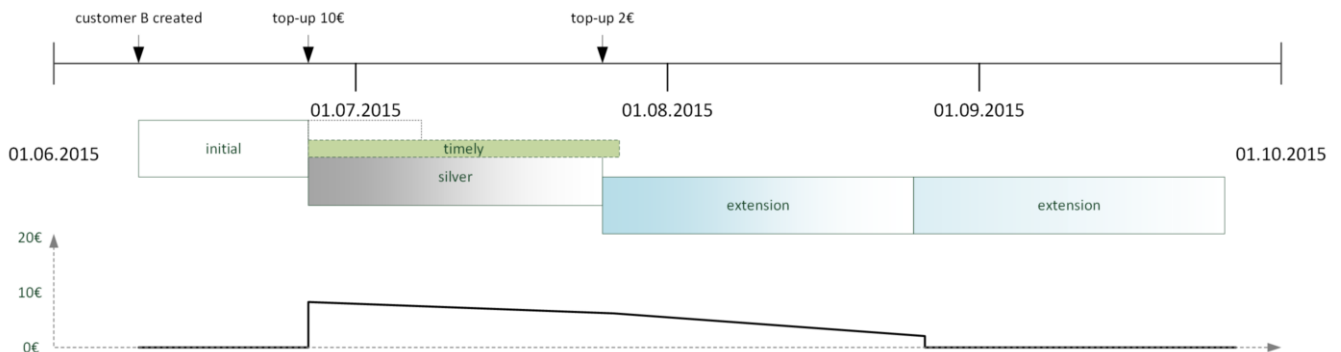 customer B created top-up 10€ top-up 2€
01.07.2015 01.08.2015 01.09.2015
01.06.2015 initial timely 01.10.2015
silver
extension extension
20€
10€
0€